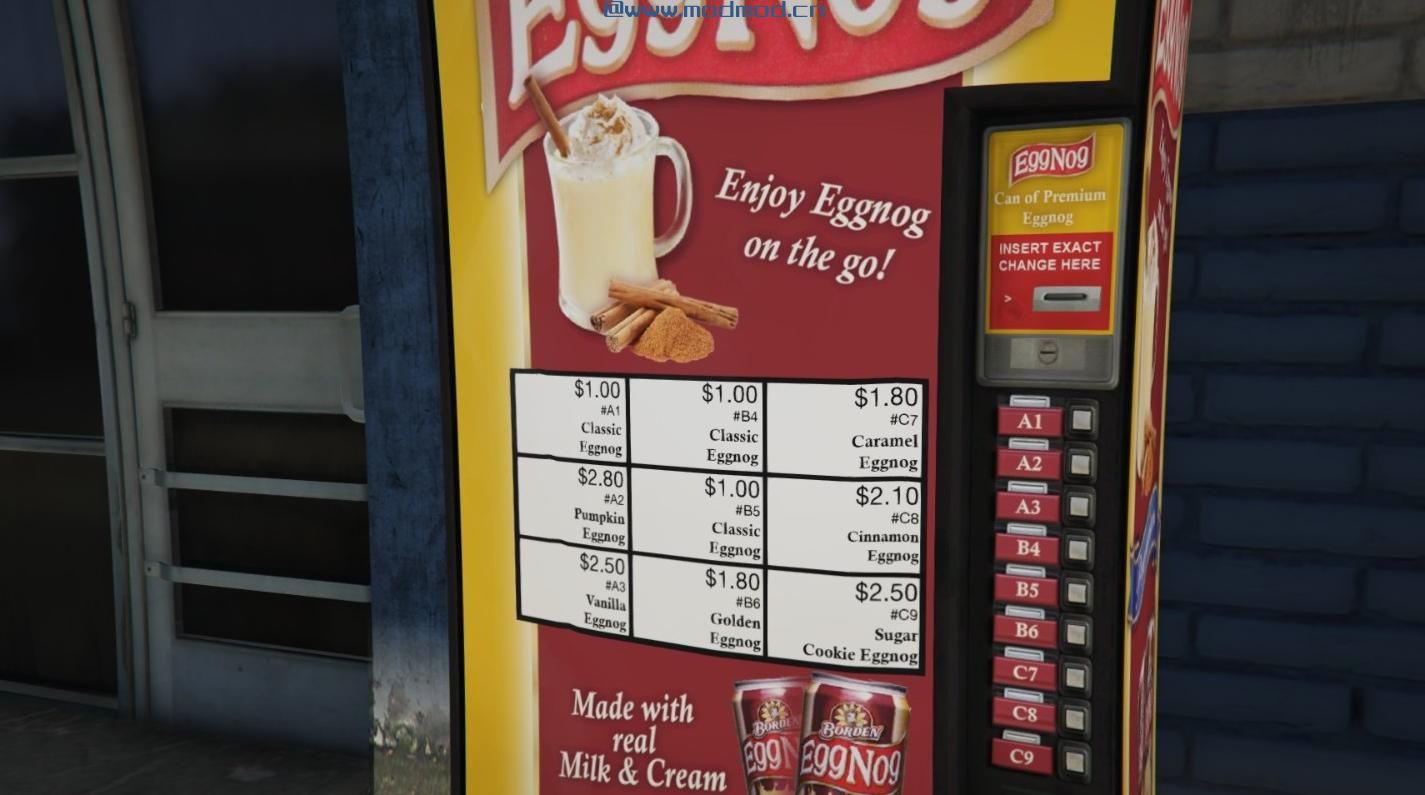 @www.modmod.cn
EggNog
Enjoy Eggnog
on the go!
EggNog
Can of Premium
Eggnog
INSERT EXACT
CHANGE HERE
>
$1.00
#A1
Classic
Eggnog
$1.00
#B4
Classic
Eggnog
$1.80
#C7
Caramel
Eggnog
$2.80
#A2
Pumpkin
Eggnog
$1.00
#B5
Classic
Eggnog
$2.10
#C8
Cinnamon
Eggnog
$2.50
#A3
Vanilla
Eggnog
$1.80
#B6
Golden
Eggnog
$2.50
#C9
Sugar
Cookie Eggnog
A1
A2
A3
B4
B5
B6
C7
C8
C9
Made with
real
Milk & Cream
BORDEN
EggNog